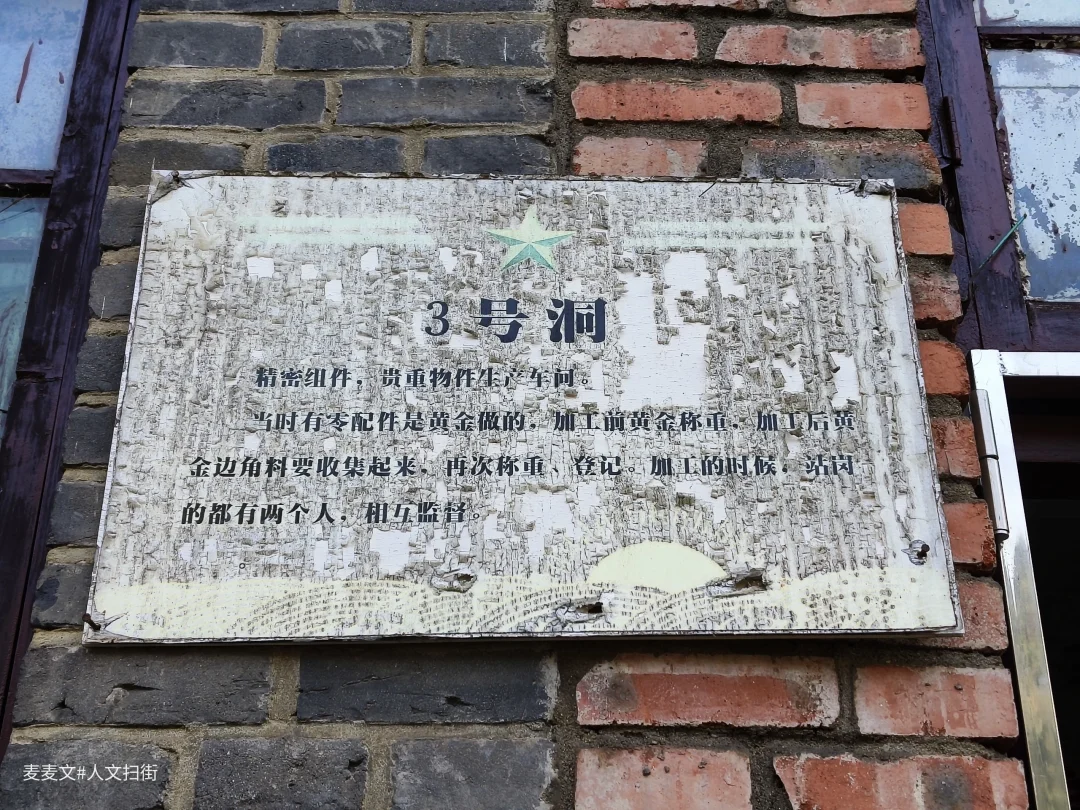 3号洞
精密组件，贵重物件生产车间。
当时有零配件是黄金做的，加工前黄金称重，加工后黄
金边角料要收集起来，再次称重、登记。加工的时候，站岗
的都有两个人，相互监督。
麦麦文#人文扫街